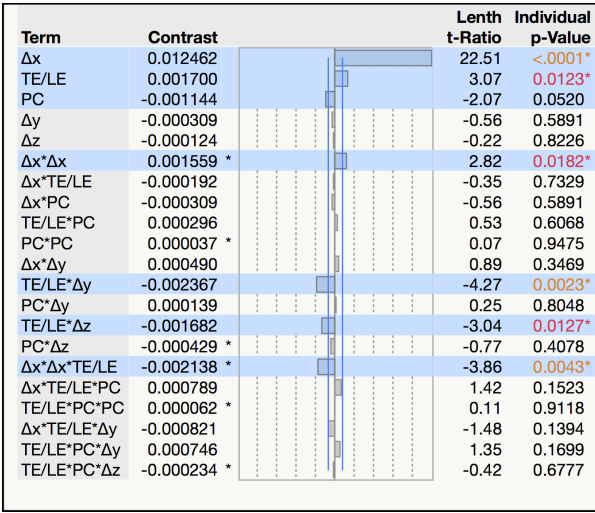 Lenth Individual
Term Contrast t-Ratio p-Value
Δx 0.012462 22.51 <.0001*
TE/LE 0.001700 3.07 0.0123*
PC -0.001144 -2.07 0.0520
Δy -0.000309 -0.56 0.5891
Δz -0.000124 -0.22 0.8226
Δx*Δx 0.001559 * 2.82 0.0182*
Δx*TE/LE -0.000192 -0.35 0.7329
Δx*PC -0.000309 -0.56 0.5891
TE/LE*PC 0.000296 0.53 0.6068
PC*PC 0.000037 * 0.07 0.9475
Δx*Δy 0.000490 0.89 0.3469
TE/LE*Δy -0.002367 -4.27 0.0023*
PC*Δy 0.000139 0.25 0.8048
TE/LE*Δz -0.001682 -3.04 0.0127*
PC*Δz -0.000429 * -0.77 0.4078
Δx*Δx*TE/LE -0.002138 * -3.86 0.0043*
Δx*TE/LE*PC 0.000789 1.42 0.1523
TE/LE*PC*PC 0.000062 * 0.11 0.9118
Δx*TE/LE*Δy -0.000821 -1.48 0.1394
TE/LE*PC*Δy 0.000746 1.35 0.1699
TE/LE*PC*Δz -0.000234 * -0.42 0.6777